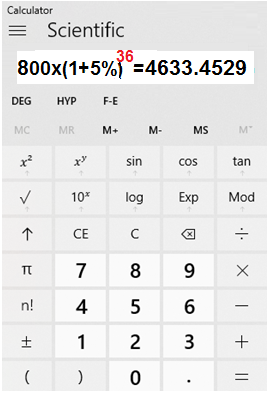 Calculator
Scientific
800x(1+5%)36=4633.4529
DEG HYP F-E
MC MR M+ M- MS M˅
x² xʸ sin cos tan
√ 10ˣ log Exp Mod
↑ CE C ⌫ ÷
π 7 8 9 ×
n! 4 5 6 −
± 1 2 3 +
( ) 0 . =